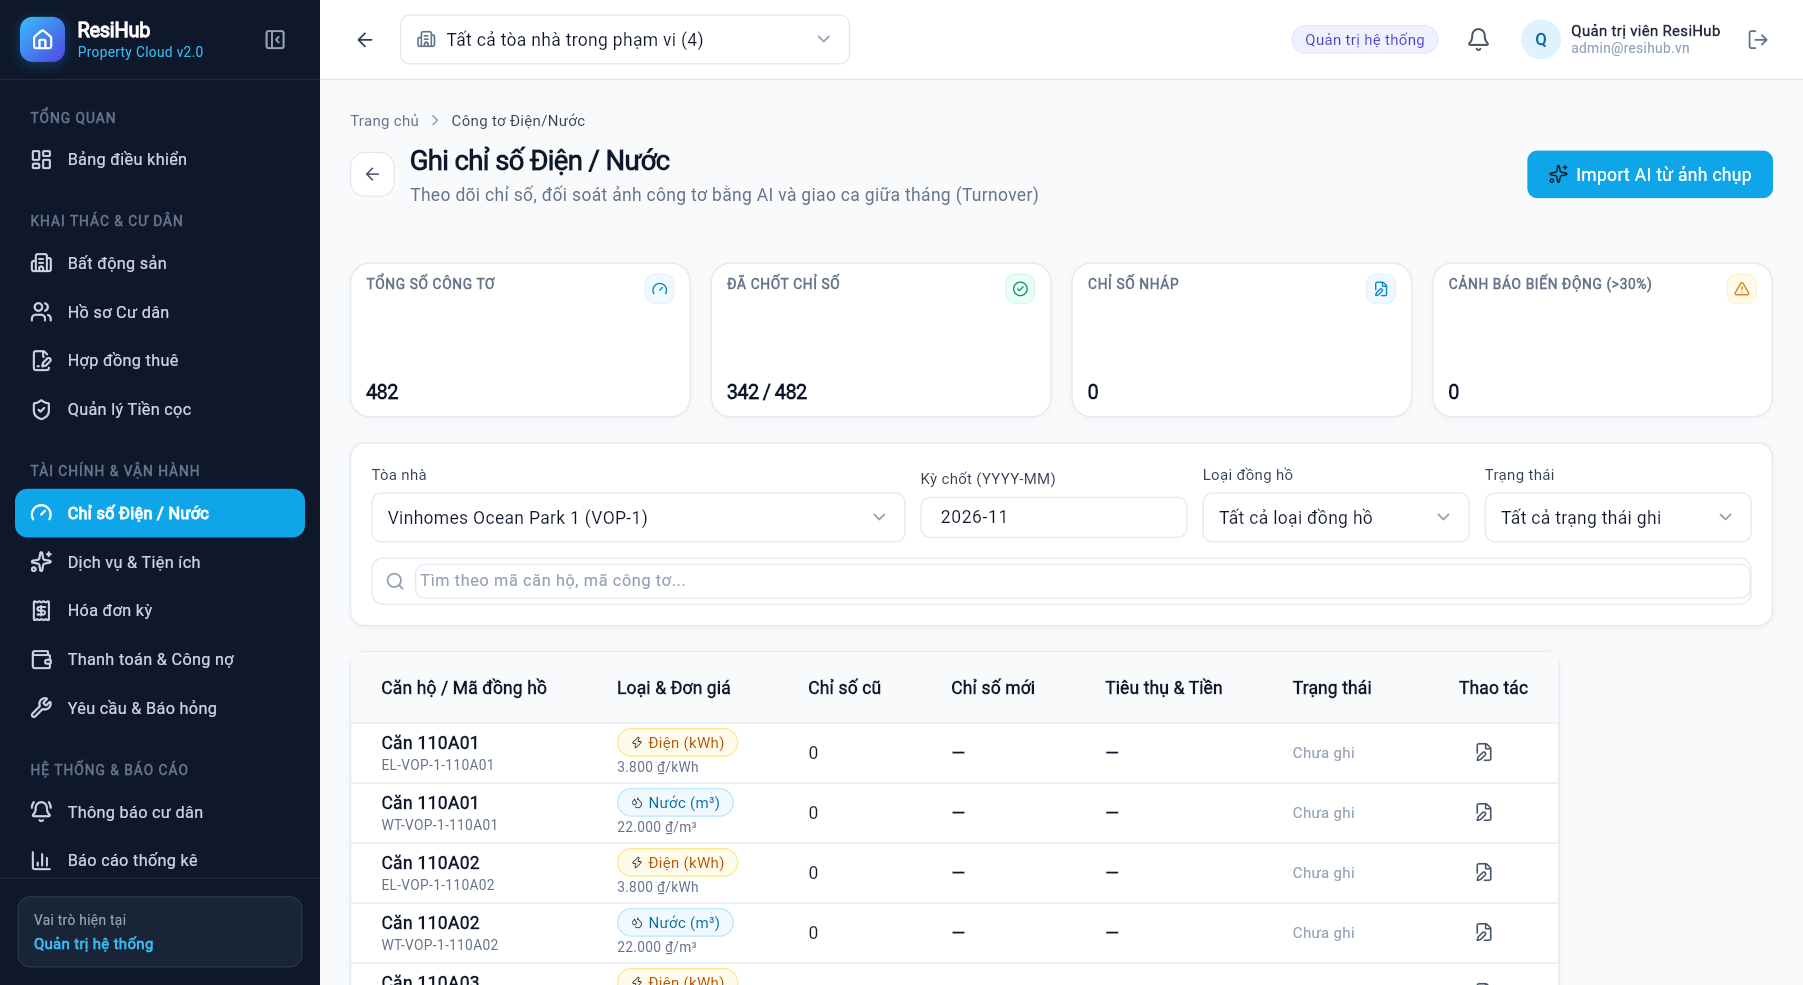 ResiHub
Property Cloud v2.0
TỔNG QUAN
Bảng điều khiển
KHAI THÁC & CƯ DÂN
Bất động sản
Hồ sơ Cư dân
Hợp đồng thuê
Quản lý Tiền cọc
TÀI CHÍNH & VẬN HÀNH
Chỉ số Điện / Nước
Dịch vụ & Tiện ích
Hóa đơn kỳ
Thanh toán & Công nợ
Yêu cầu & Báo hỏng
HỆ THỐNG & BÁO CÁO
Thông báo cư dân
Báo cáo thống kê
Vai trò hiện tại
Quản trị hệ thống
Tất cả tòa nhà trong phạm vi (4)
Quản trị hệ thống
Q
Quản trị viên ResiHub
admin@resihub.vn
Trang chủ > Công tơ Điện/Nước
Ghi chỉ số Điện / Nước
Theo dõi chỉ số, đối soát ảnh công tơ bằng AI và giao ca giữa tháng (Turnover)
Import AI từ ảnh chụp
TỔNG SỐ CÔNG TƠ
482
ĐÃ CHỐT CHỈ SỐ
342 / 482
CHỈ SỐ NHÁP
0
CẢNH BÁO BIẾN ĐỘNG (>30%)
0
Tòa nhà
Vinhomes Ocean Park 1 (VOP-1)
Kỳ chốt (YYYY-MM)
2026-11
Loại đồng hồ
Tất cả loại đồng hồ
Trạng thái
Tất cả trạng thái ghi
Tìm theo mã căn hộ, mã công tơ...
Căn hộ / Mã đồng hồ Loại & Đơn giá Chỉ số cũ Chỉ số mới Tiêu thụ & Tiền Trạng thái Thao tác
Căn 110A01 Điện (kWh) 0 — — Chưa ghi
EL-VOP-1-110A01 3.800 ₫/kWh
Căn 110A01 Nước (m³) 0 — — Chưa ghi
WT-VOP-1-110A01 22.000 ₫/m³
Căn 110A02 Điện (kWh) 0 — — Chưa ghi
EL-VOP-1-110A02 3.800 ₫/kWh
Căn 110A02 Nước (m³) 0 — — Chưa ghi
WT-VOP-1-110A02 22.000 ₫/m³
Căn 110A03 Điện (kWh)